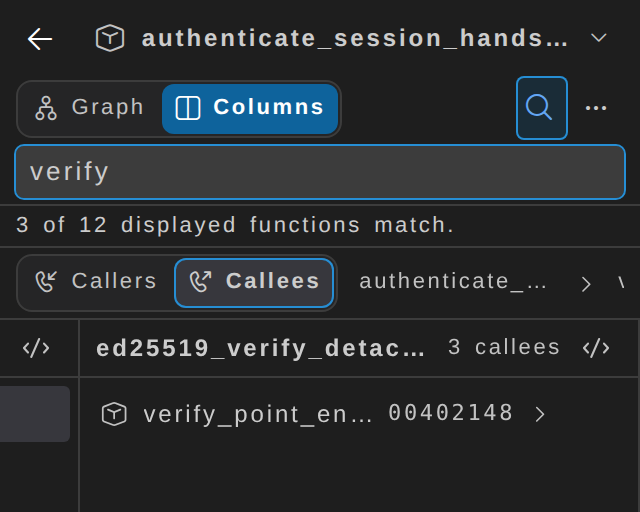 authenticate_session_hands…
Graph Columns
verify
3 of 12 displayed functions match.
Callers Callees authenticate_…
ed25519_verify_detac… 3 callees
verify_point_en… 00402148